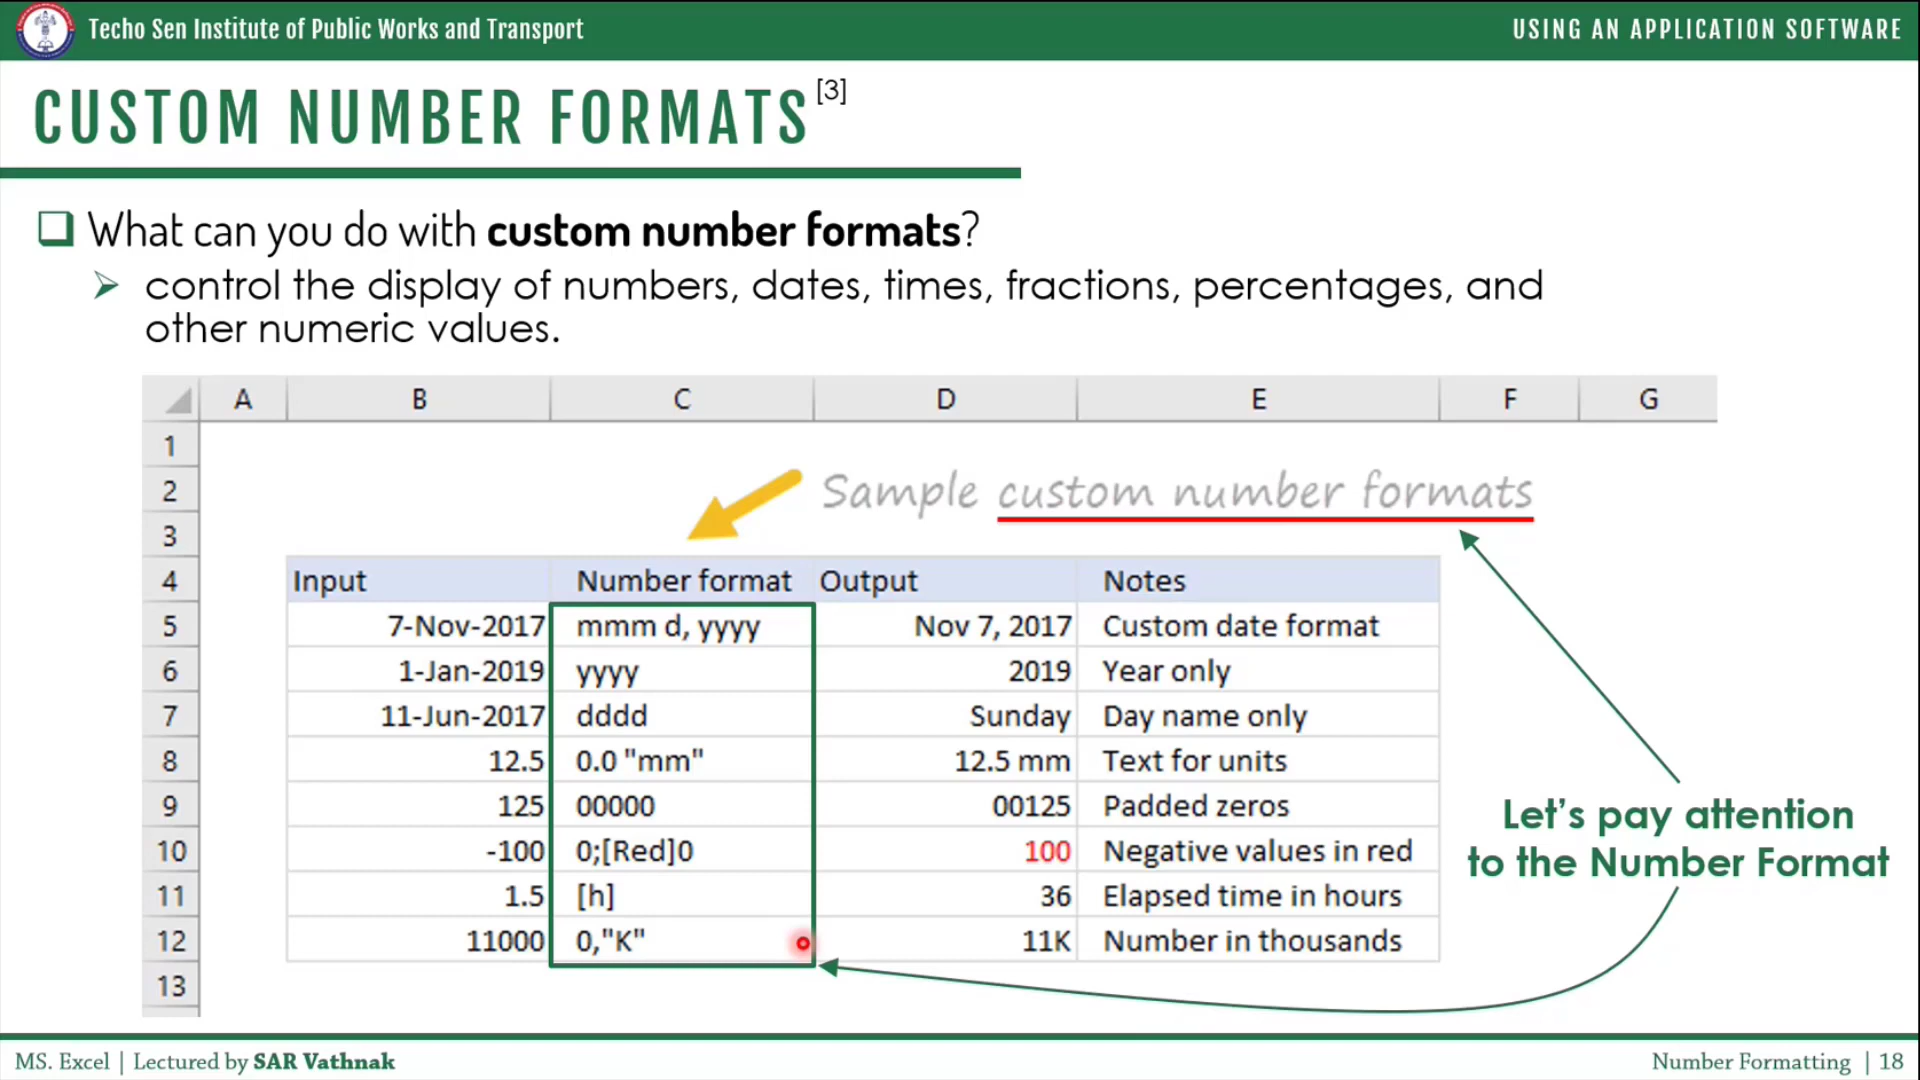 Techo Sen Institute of Public Works and Transport
USING AN APPLICATION SOFTWARE
CUSTOM NUMBER FORMATS [3]
What can you do with custom number formats?
control the display of numbers, dates, times, fractions, percentages, and
other numeric values.
A B C D E F G
1
2 Sample custom number formats
3
4 Input Number format Output Notes
5 7-Nov-2017 mmm d, yyyy Nov 7, 2017 Custom date format
6 1-Jan-2019 yyyy 2019 Year only
7 11-Jun-2017 dddd Sunday Day name only
8 12.5 0.0 "mm" 12.5 mm Text for units
9 125 00000 00125 Padded zeros
10 -100 0;[Red]0 100 Negative values in red
11 1.5 [h] 36 Elapsed time in hours
12 11000 0,"K" 11K Number in thousands
13
Let's pay attention
to the Number Format
MS. Excel | Lectured by SAR Vathnak
Number Formatting | 18